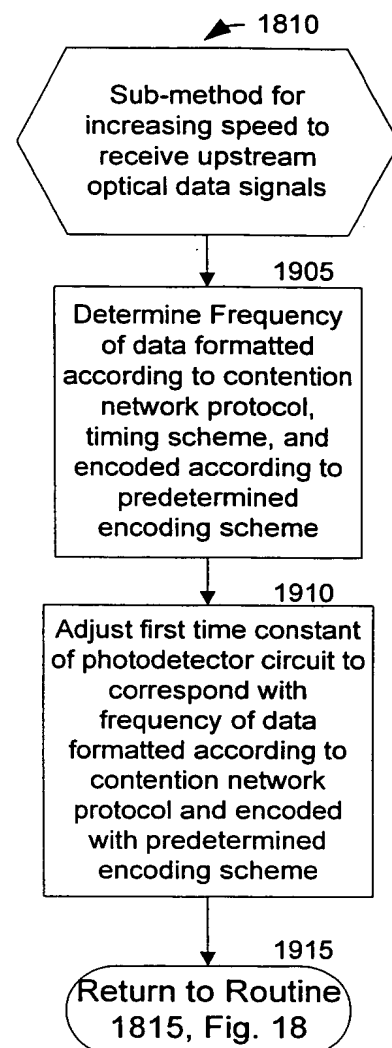 1810
Sub-method for
increasing speed to
receive upstream
optical data signals
1905
Determine Frequency
of data formatted
according to contention
network protocol,
timing scheme, and
encoded according to
predetermined
encoding scheme
1910
Adjust first time constant
of photodetector circuit to
correspond with
frequency of data
formatted according to
contention network
protocol and encoded
with predetermined
encoding scheme
1915
Return to Routine
1815, Fig. 18